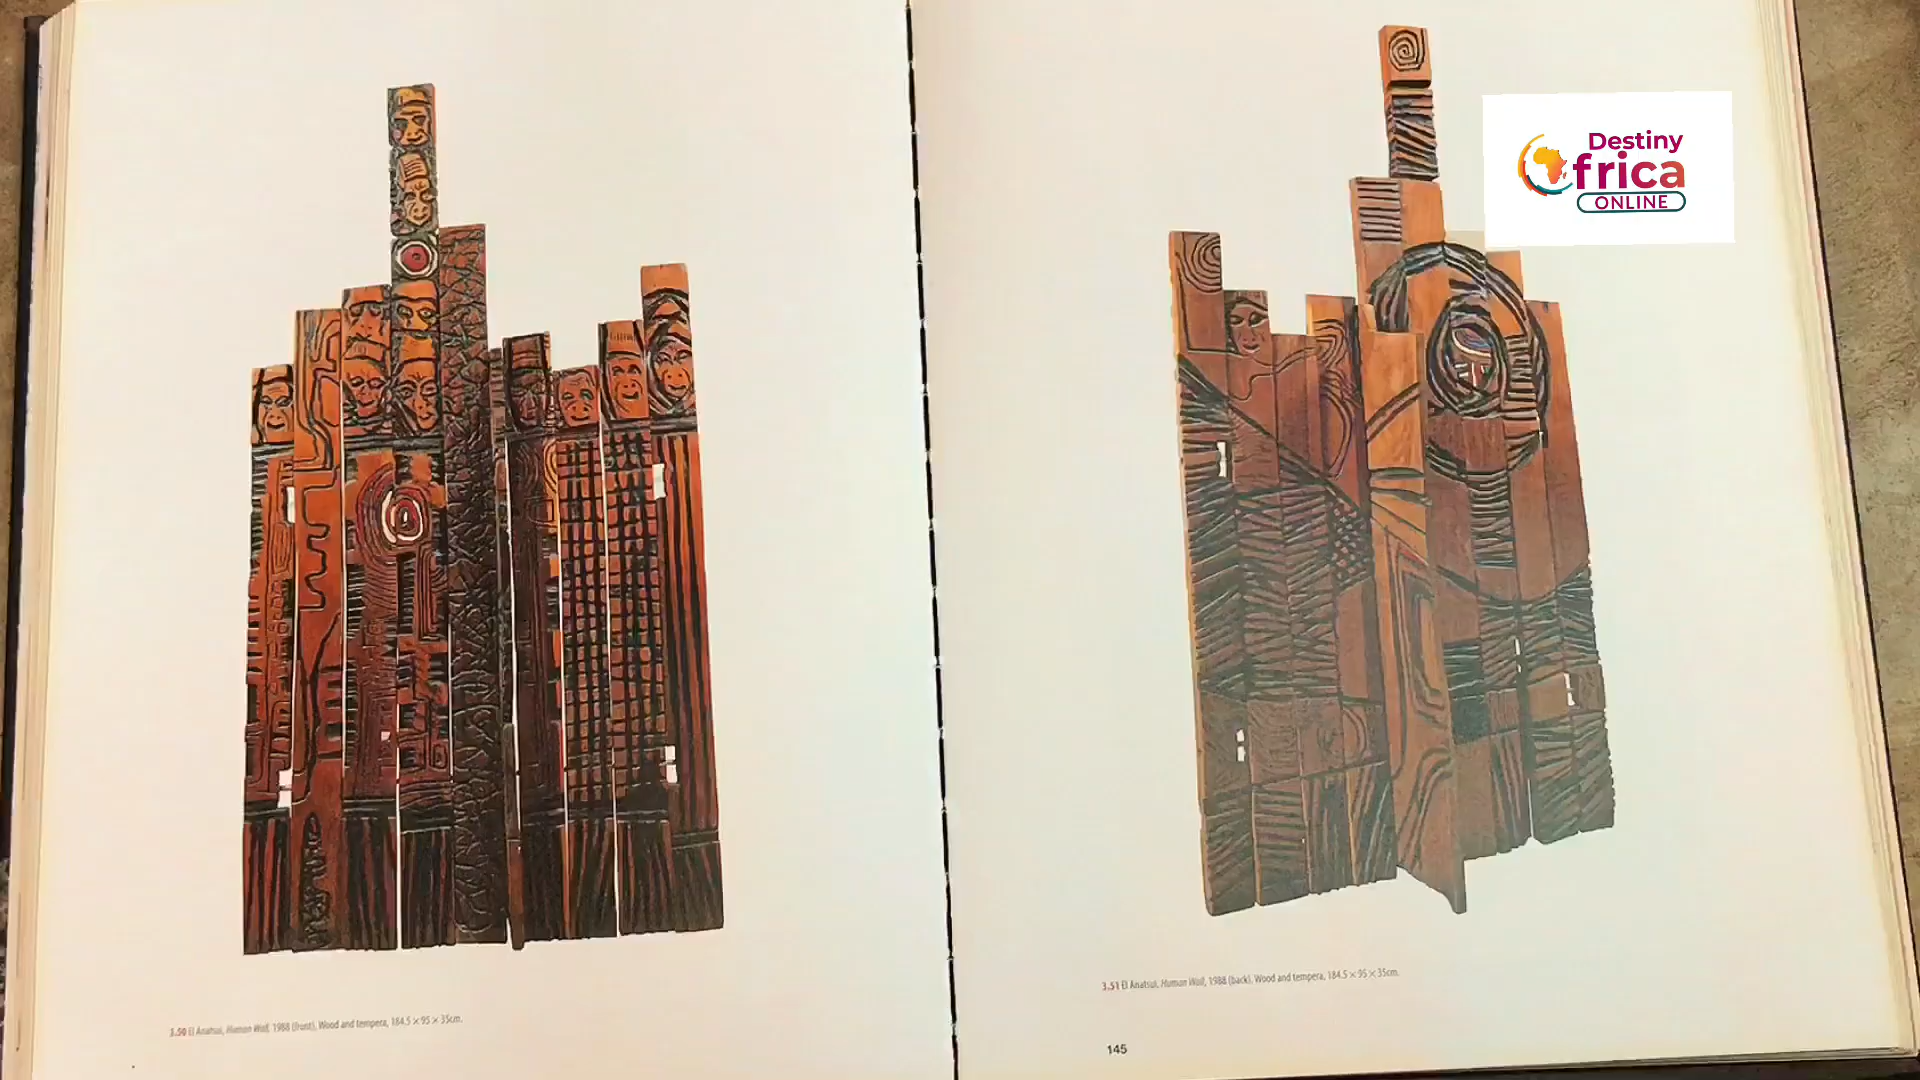 Destiny
frica
ONLINE
3.50 El Anatsui, Human Wall, 1988 (front). Wood and tempera, 184.5 × 95 × 35cm.
3.51 El Anatsui, Human Wall, 1988 (back). Wood and tempera, 184.5 × 95 × 35cm.
145